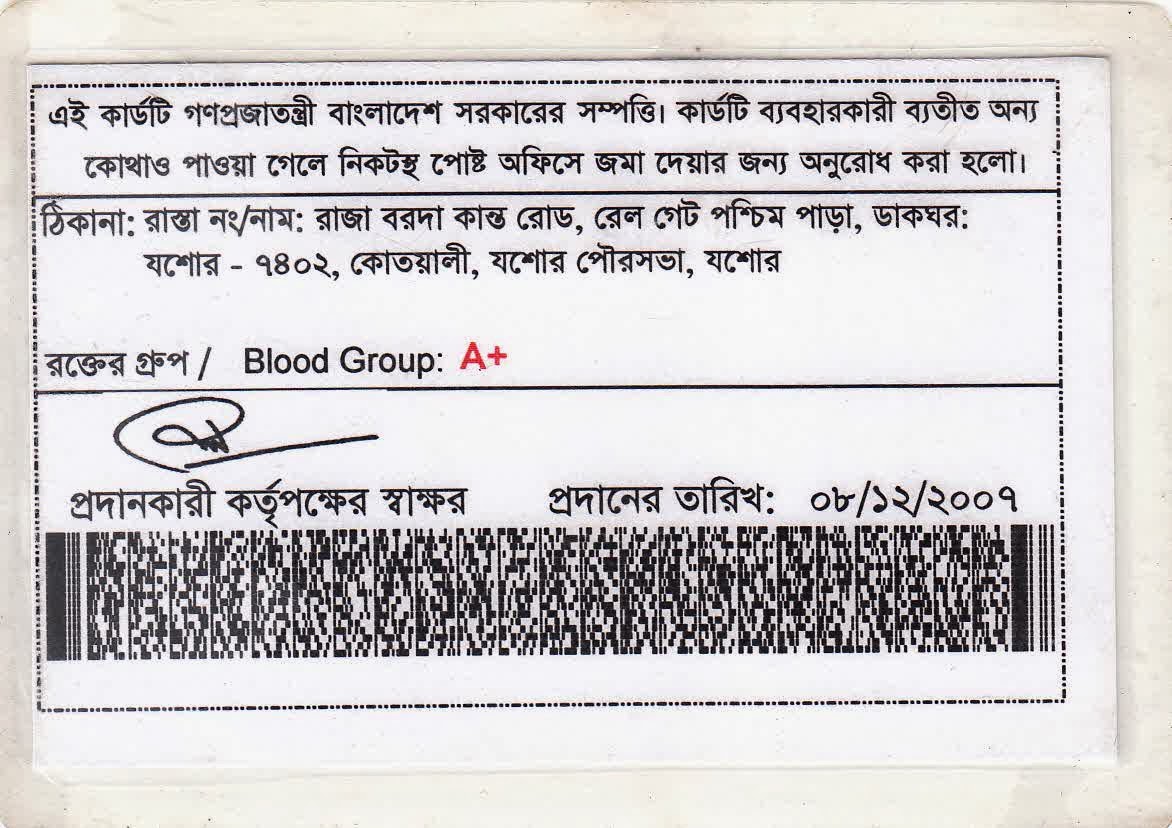 এই কার্ডটি গণপ্রজাতন্ত্রী বাংলাদেশ সরকারের সম্পত্তি। কার্ডটি ব্যবহারকারী ব্যতীত অন্য
কোথাও পাওয়া গেলে নিকটস্থ পোষ্ট অফিসে জমা দেয়ার জন্য অনুরোধ করা হলো।
ঠিকানা: রাস্তা নং/নাম: রাজা বরদা কান্ত রোড, রেল গেট পশ্চিম পাড়া, ডাকঘর:
যশোর - ৭৪০২, কোতয়ালী, যশোর পৌরসভা, যশোর
রক্তের গ্রুপ / Blood Group: A+
প্রদানকারী কর্তৃপক্ষের স্বাক্ষর প্রদানের তারিখ: ০৮/১২/২০০৭